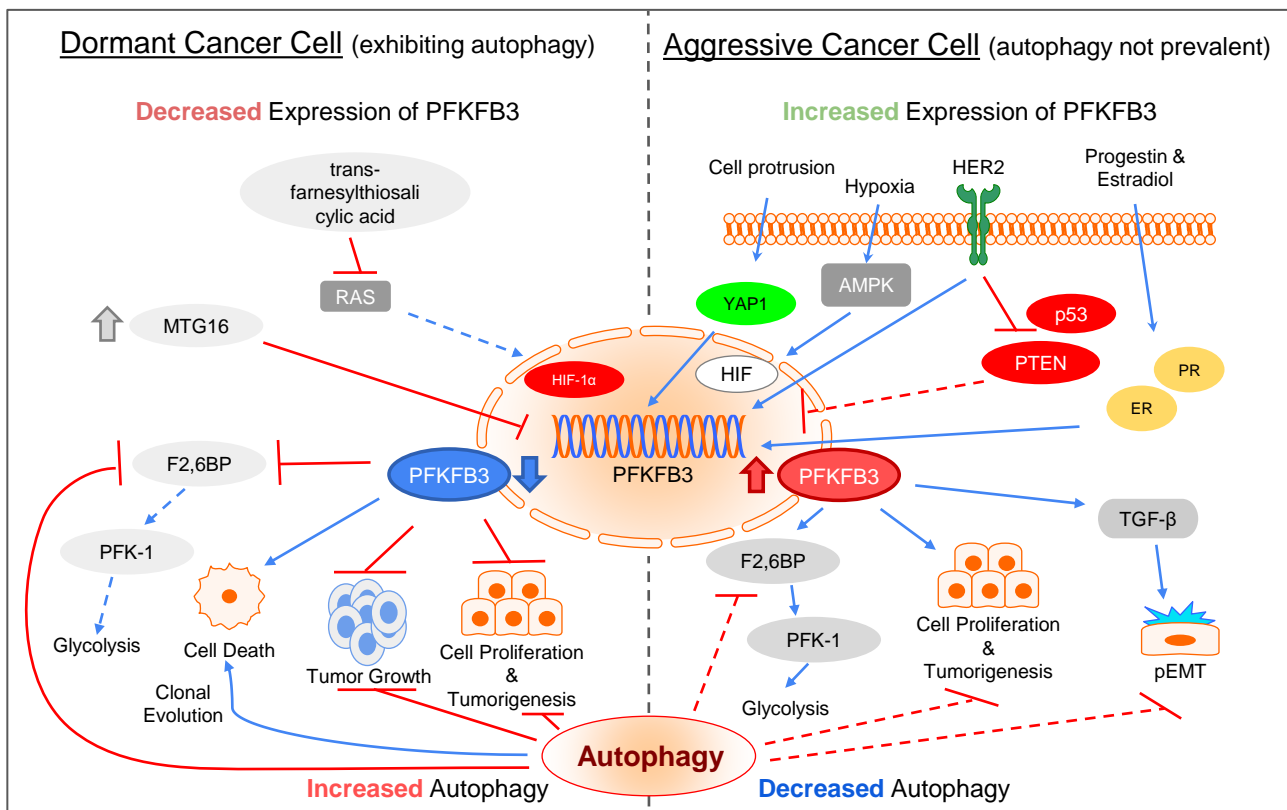 Dormant Cancer Cell (exhibiting autophagy)
Decreased Expression of PFKFB3
trans-
farnesylthiosali
cylic acid
RAS
MTG16
HIF-1α
F2,6BP
PFKFB3
PFK-1
Glycolysis
Cell Death
Clonal
Evolution
Tumor Growth
Cell Proliferation
&
Tumorigenesis
Increased Autophagy
Aggressive Cancer Cell (autophagy not prevalent)
Increased Expression of PFKFB3
Cell protrusion
Hypoxia
HER2
Progestin &
Estradiol
YAP1
AMPK
p53
PTEN
PR
ER
HIF
PFKFB3
PFKFB3
TGF-β
F2,6BP
PFK-1
Glycolysis
Cell Proliferation
&
Tumorigenesis
pEMT
Autophagy
Decreased Autophagy